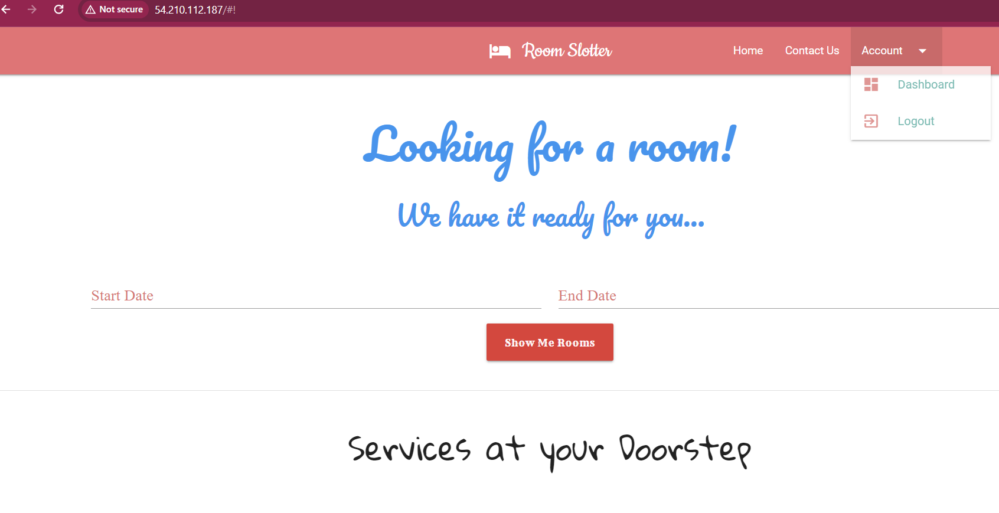 Not secure 54.210.112.187/#!
Room Slotter Home Contact Us Account
Dashboard
Logout
Looking for a room!
We have it ready for you...
Start Date End Date
Show Me Rooms
Services at your Doorstep